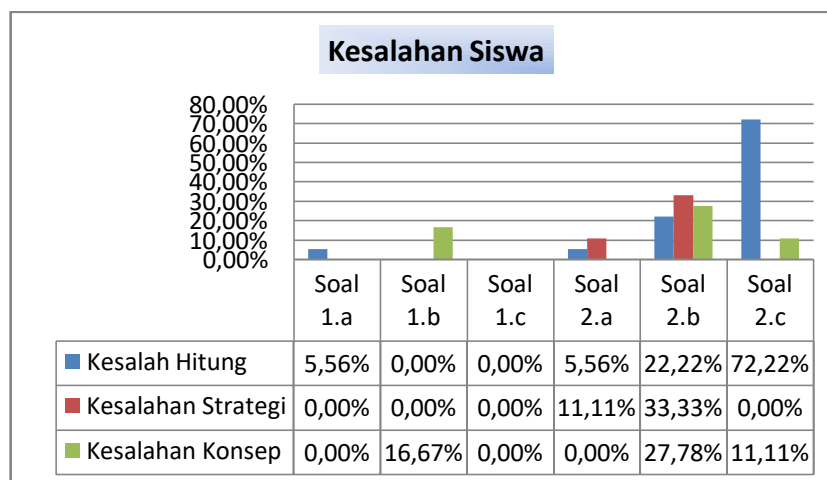 Kesalahan Siswa
80,00%
70,00%
60,00%
50,00%
40,00%
30,00%
20,00%
10,00%
0,00%
Soal 1.a Soal 1.b Soal 1.c Soal 2.a Soal 2.b Soal 2.c
Kesalah Hitung 5,56% 0,00% 0,00% 5,56% 22,22% 72,22%
Kesalahan Strategi 0,00% 0,00% 0,00% 11,11% 33,33% 0,00%
Kesalahan Konsep 0,00% 16,67% 0,00% 0,00% 27,78% 11,11%